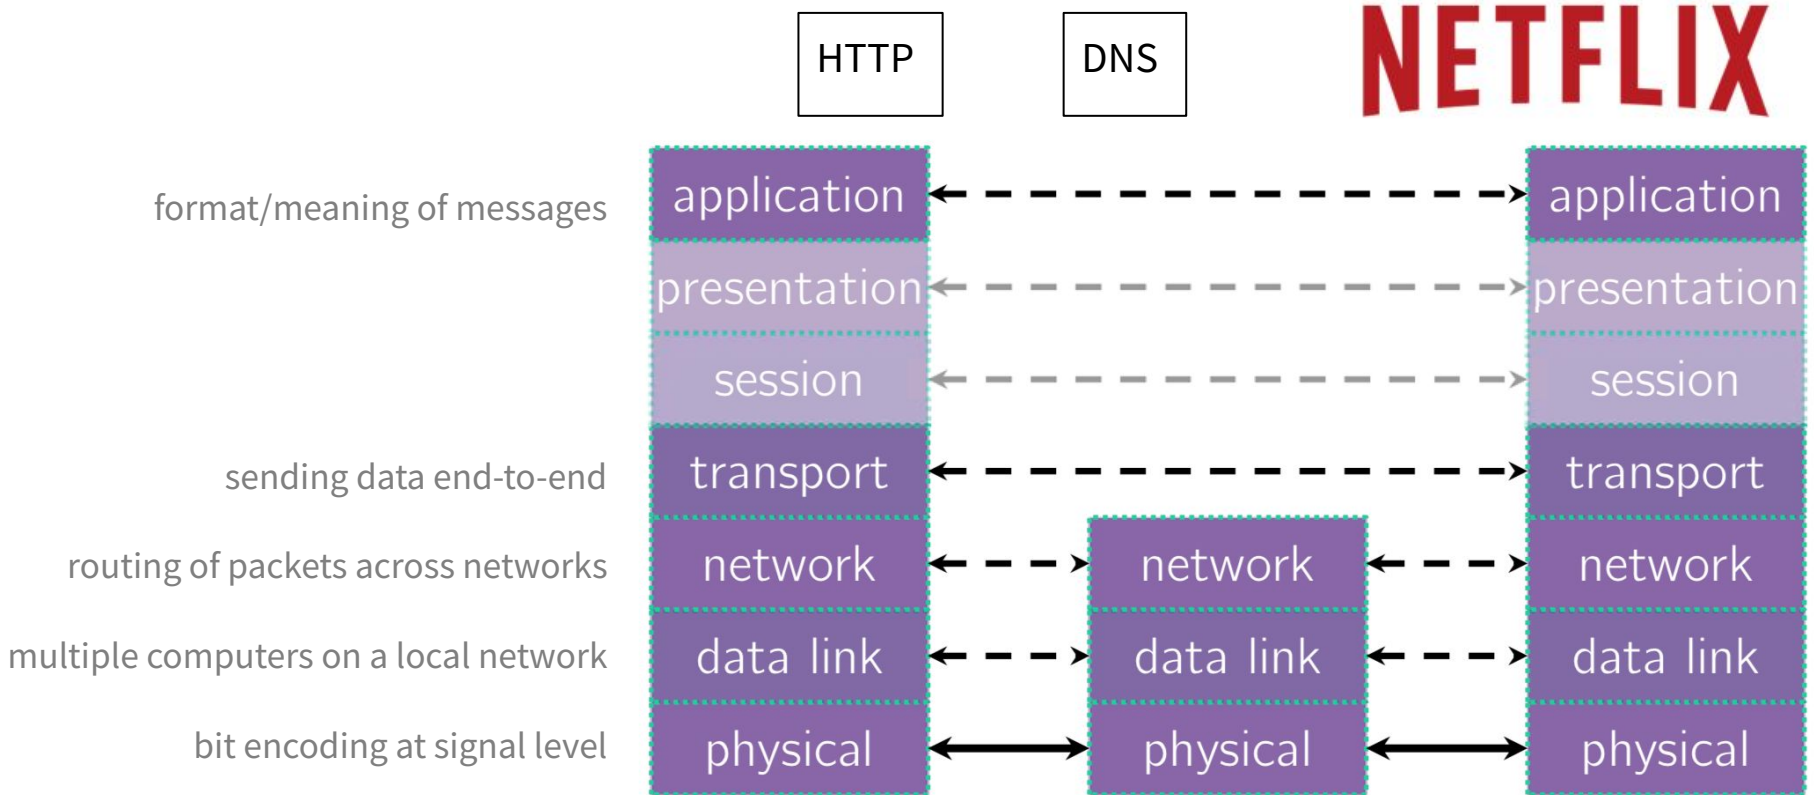 HTTP DNS NETFLIX
format/meaning of messages application application
presentation presentation
session session
sending data end-to-end transport transport
routing of packets across networks network network network
multiple computers on a local network data link data link data link
bit encoding at signal level physical physical physical